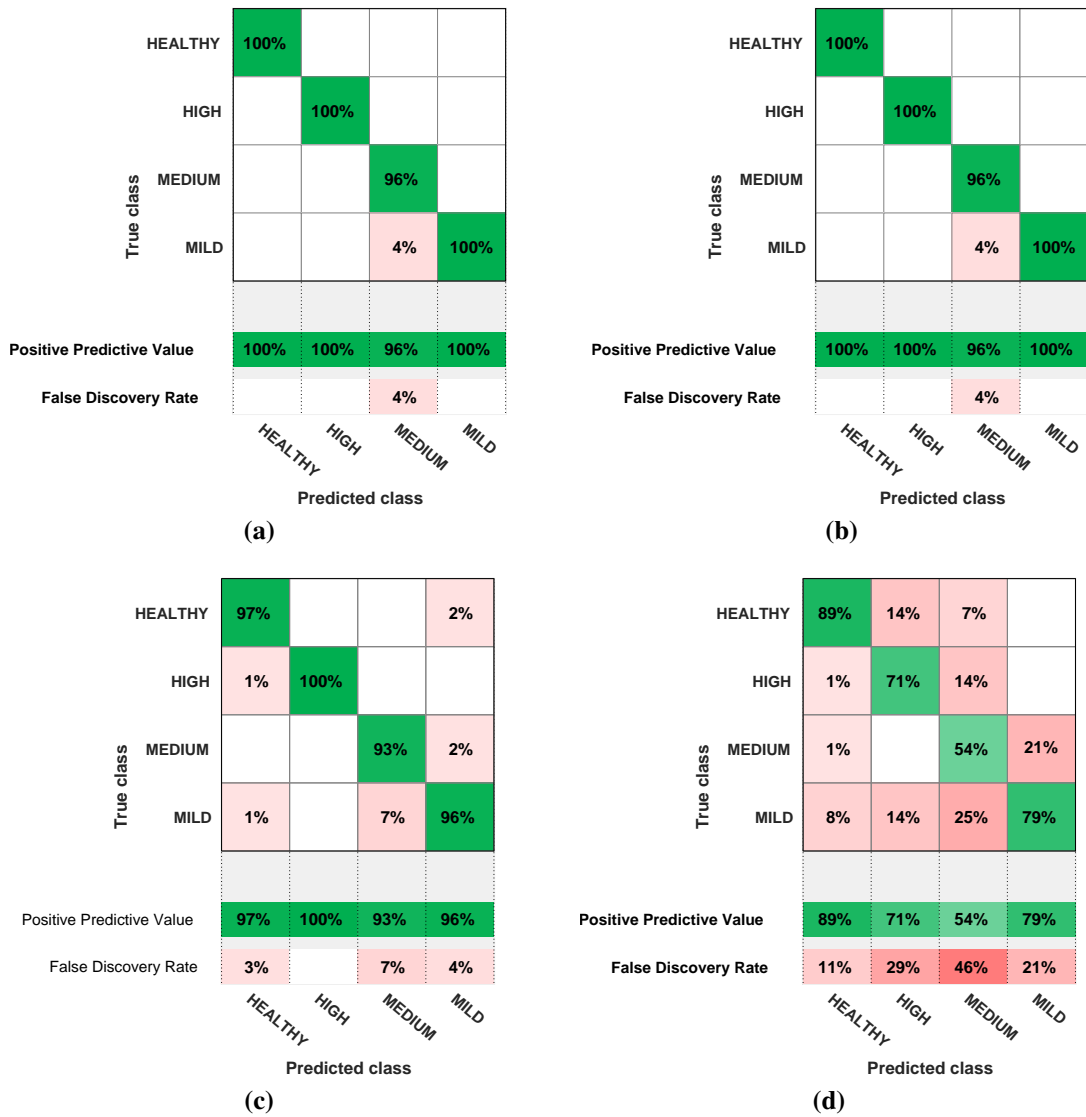 HEALTHY 100%
HIGH 100%
MEDIUM 96%
MILD 4% 100%
True class
Positive Predictive Value 100% 100% 96% 100%
False Discovery Rate 4%
HEALTHY HIGH MEDIUM MILD
Predicted class
(a)
HEALTHY 100%
HIGH 100%
MEDIUM 96%
MILD 4% 100%
True class
Positive Predictive Value 100% 100% 96% 100%
False Discovery Rate 4%
HEALTHY HIGH MEDIUM MILD
Predicted class
(b)
HEALTHY 97% 2%
HIGH 1% 100%
MEDIUM 93% 2%
MILD 1% 7% 96%
True class
Positive Predictive Value 97% 100% 93% 96%
False Discovery Rate 3% 7% 4%
HEALTHY HIGH MEDIUM MILD
Predicted class
(c)
HEALTHY 89% 14% 7%
HIGH 1% 71% 14%
MEDIUM 1% 54% 21%
MILD 8% 14% 25% 79%
True class
Positive Predictive Value 89% 71% 54% 79%
False Discovery Rate 11% 29% 46% 21%
HEALTHY HIGH MEDIUM MILD
Predicted class
(d)